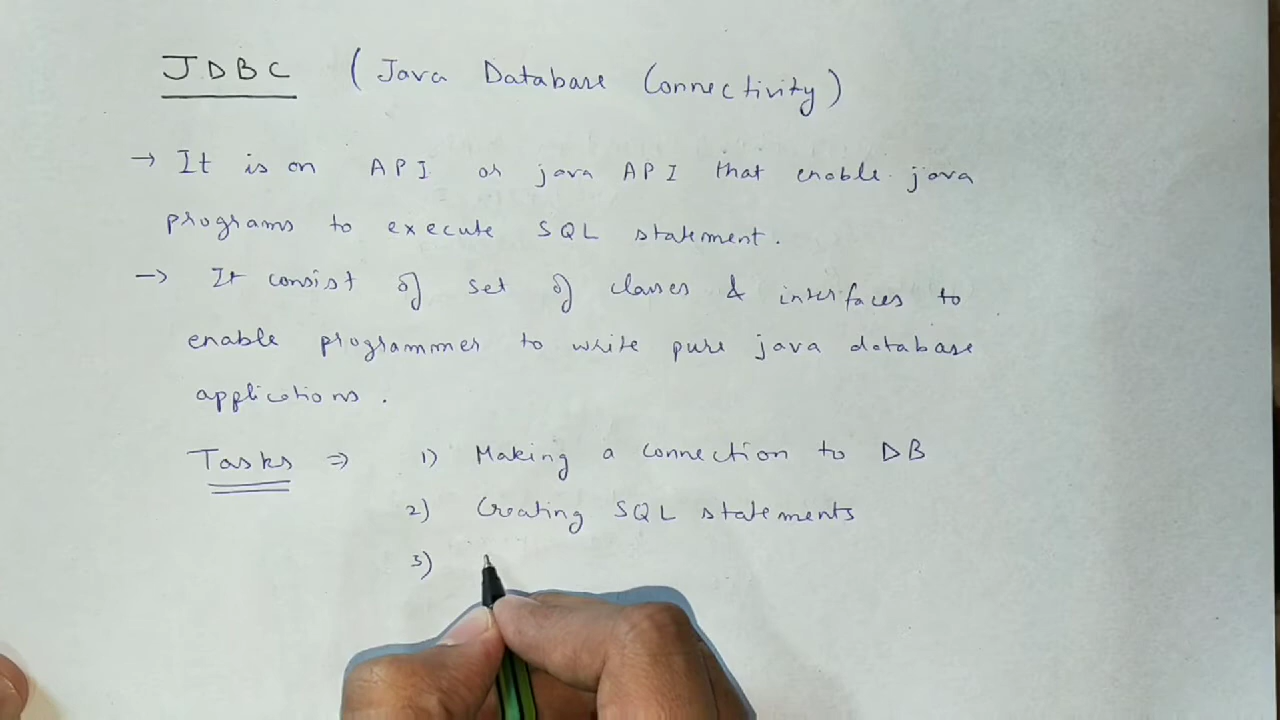 JDBC (Java Database Connectivity)
→ It is an API or java API that enable java
programs to execute SQL statement.
→ It consist of set of classes & interfaces to
enable programmer to write pure java database
applications.
Tasks ⇒ 1) Making a connection to DB
2) Creating SQL statements
3)